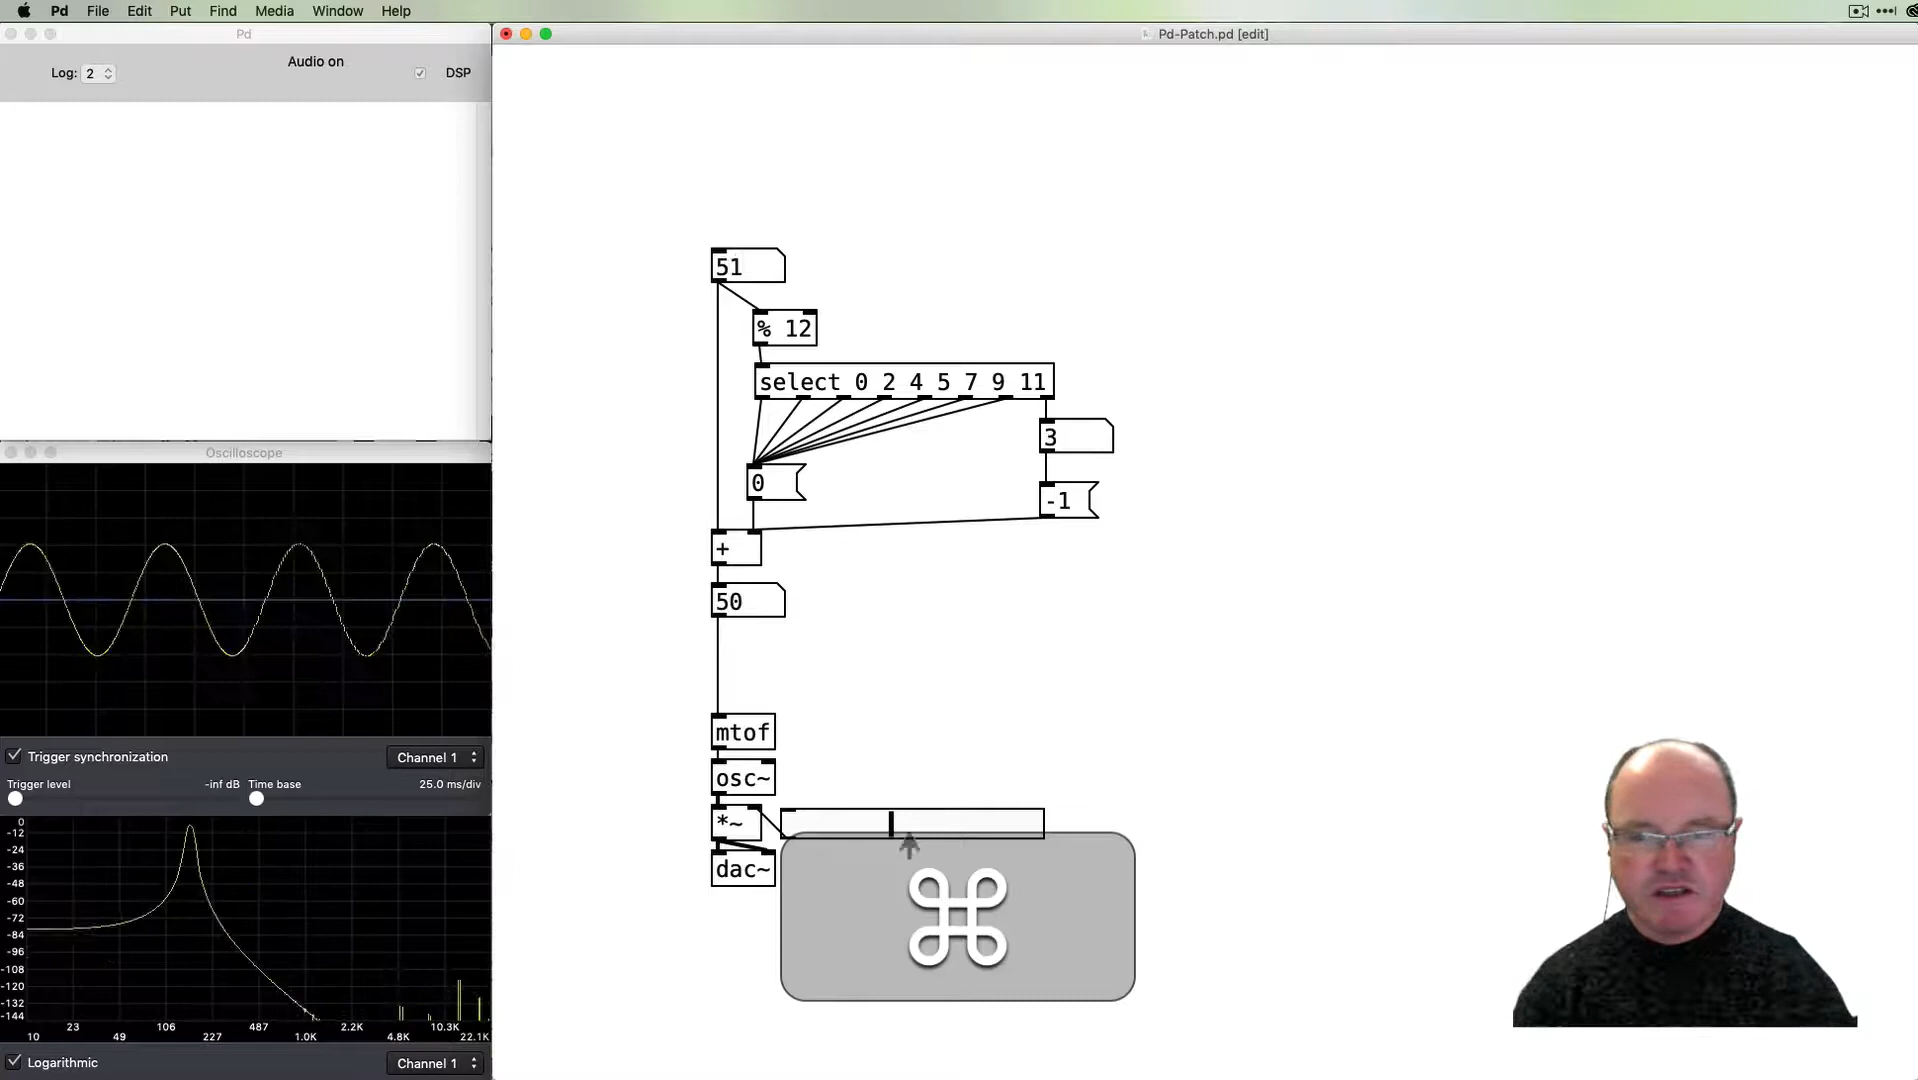 Pd File Edit Put Find Media Window Help
Pd
Audio on
Log: 2
DSP
Pd-Patch.pd [edit]
51
% 12
select 0 2 4 5 7 9 11
3
0
-1
+
50
mtof
osc~
*~
dac~
Oscilloscope
Trigger synchronization
Channel 1
Trigger level
-inf dB
Time base
25.0 ms/div
0
-12
-24
-36
-48
-60
-72
-84
-96
-108
-120
-132
-144
23 106 487 2.2K 10.3K
10 49 227 1.0K 4.8K 22.1K
Logarithmic
Channel 1